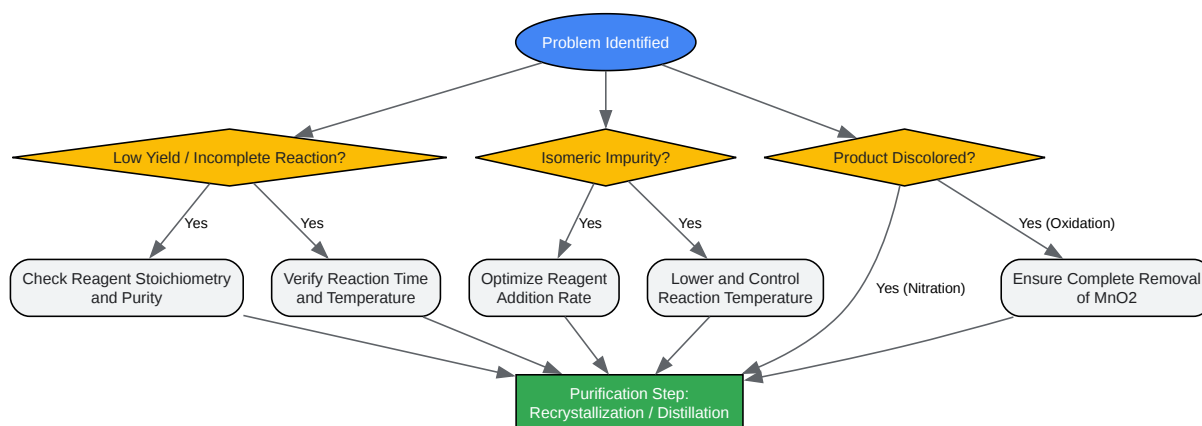 Problem Identified
Low Yield / Incomplete Reaction?
Isomeric Impurity?
Product Discolored?
Yes
Yes
Yes
Yes
Yes (Oxidation)
Check Reagent Stoichiometry
and Purity
Verify Reaction Time
and Temperature
Optimize Reagent
Addition Rate
Lower and Control
Reaction Temperature
Yes (Nitration)
Ensure Complete Removal
of MnO2
Purification Step:
Recrystallization / Distillation